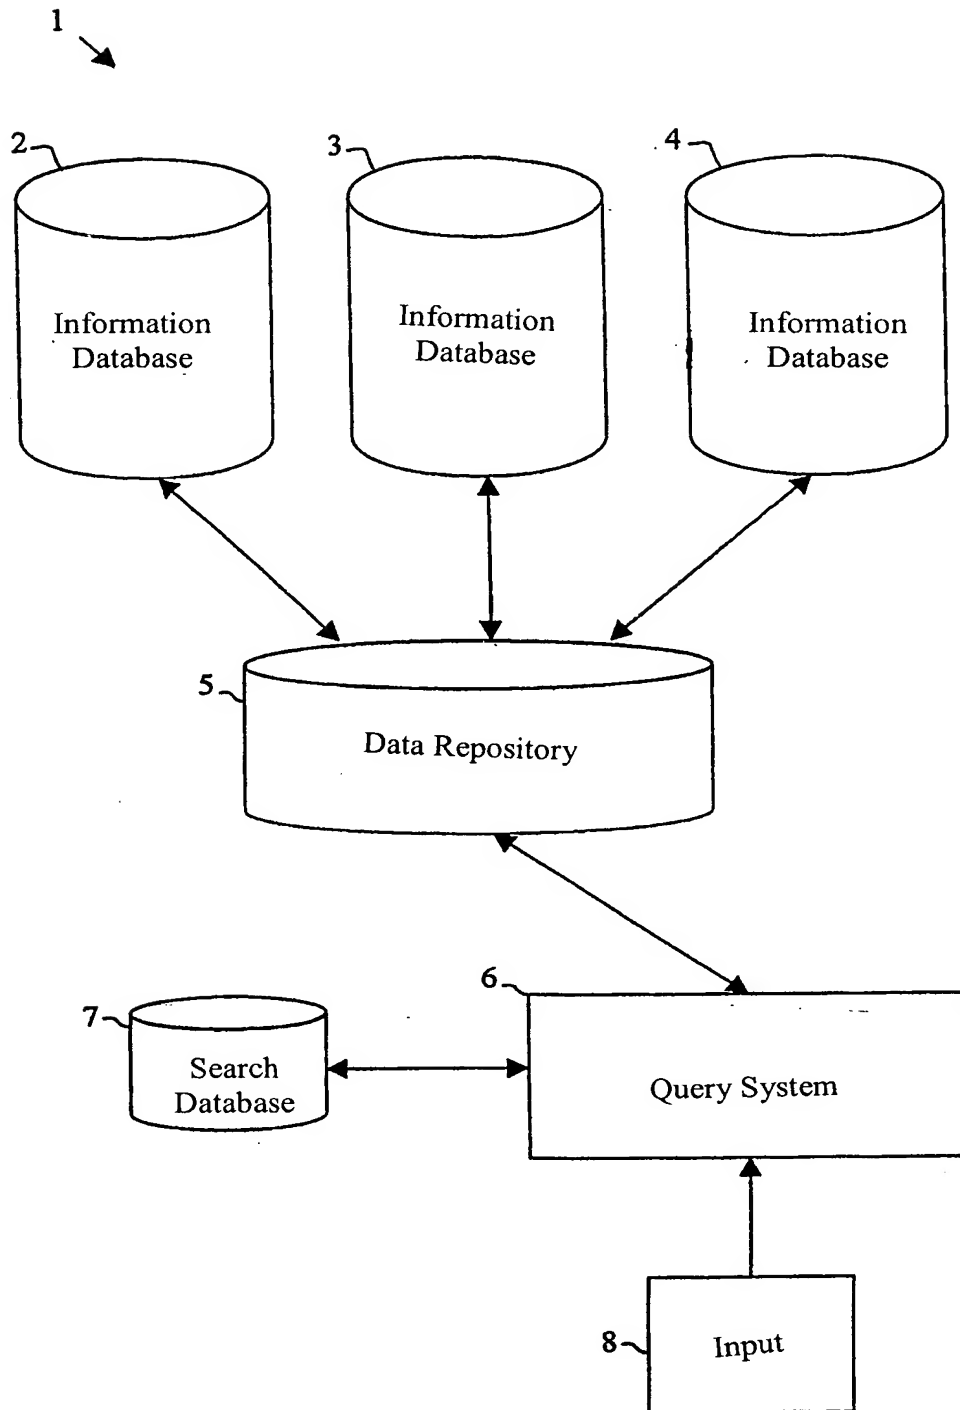 1
2
3
4
Information
Database
Information
Database
Information
Database
5
Data Repository
6
7
Search
Database
Query System
8
Input